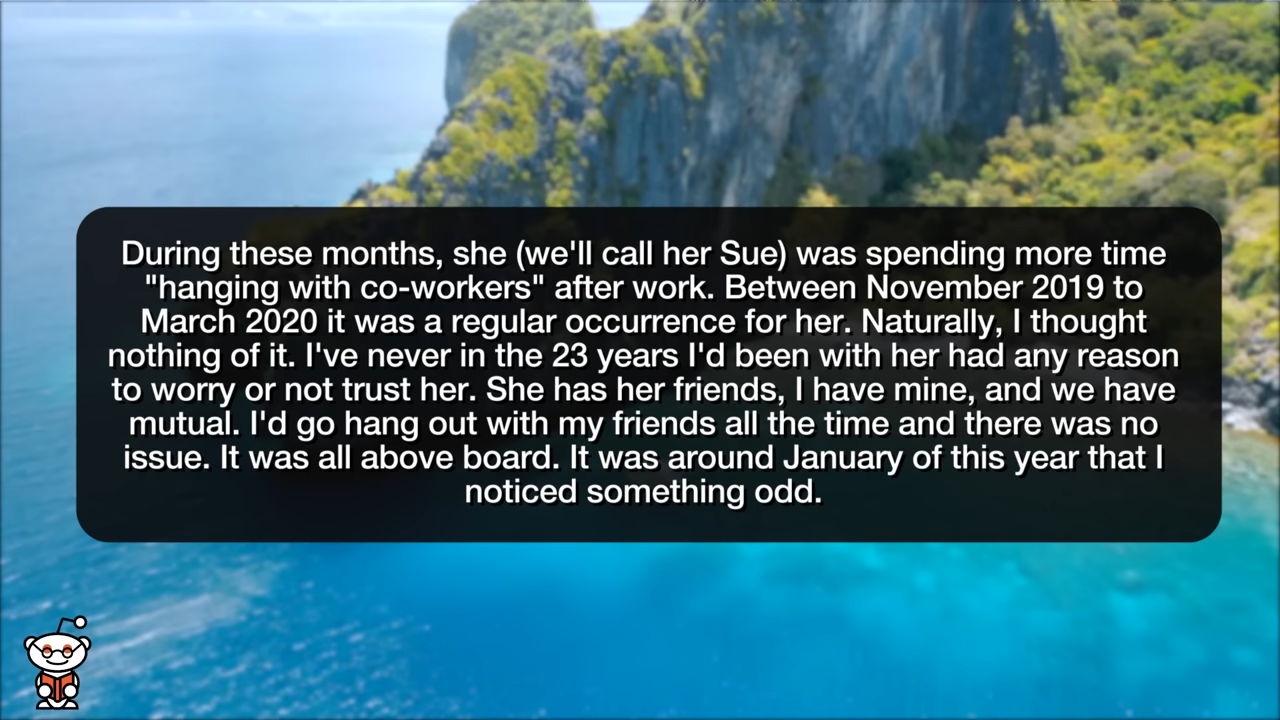 During these months, she (we'll call her Sue) was spending more time
"hanging with co-workers" after work. Between November 2019 to
March 2020 it was a regular occurrence for her. Naturally, I thought
nothing of it. I've never in the 23 years I'd been with her had any reason
to worry or not trust her. She has her friends, I have mine, and we have
mutual. I'd go hang out with my friends all the time and there was no
issue. It was all above board. It was around January of this year that I
noticed something odd.